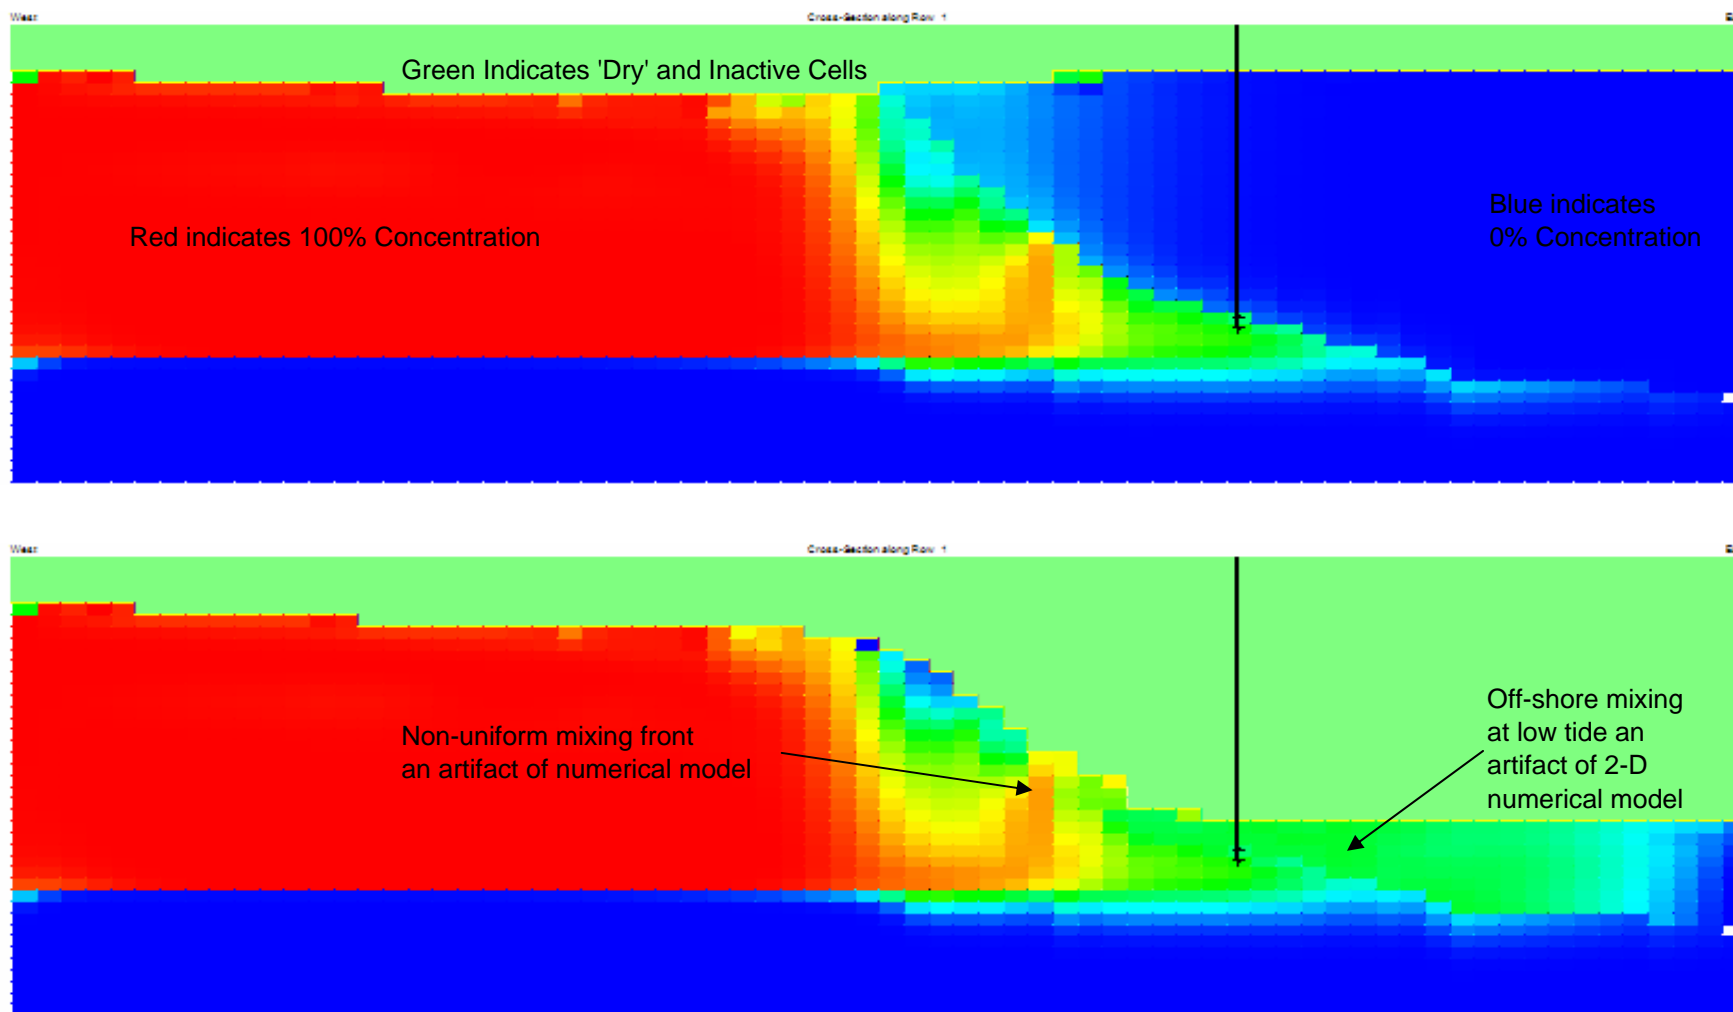 West
Cross-Section along Row 1
E
Green Indicates 'Dry' and Inactive Cells
Red indicates 100% Concentration
Blue indicates
0% Concentration
West
Cross-Section along Row 1
E
Non-uniform mixing front
an artifact of numerical model
Off-shore mixing
at low tide an
artifact of 2-D
numerical model